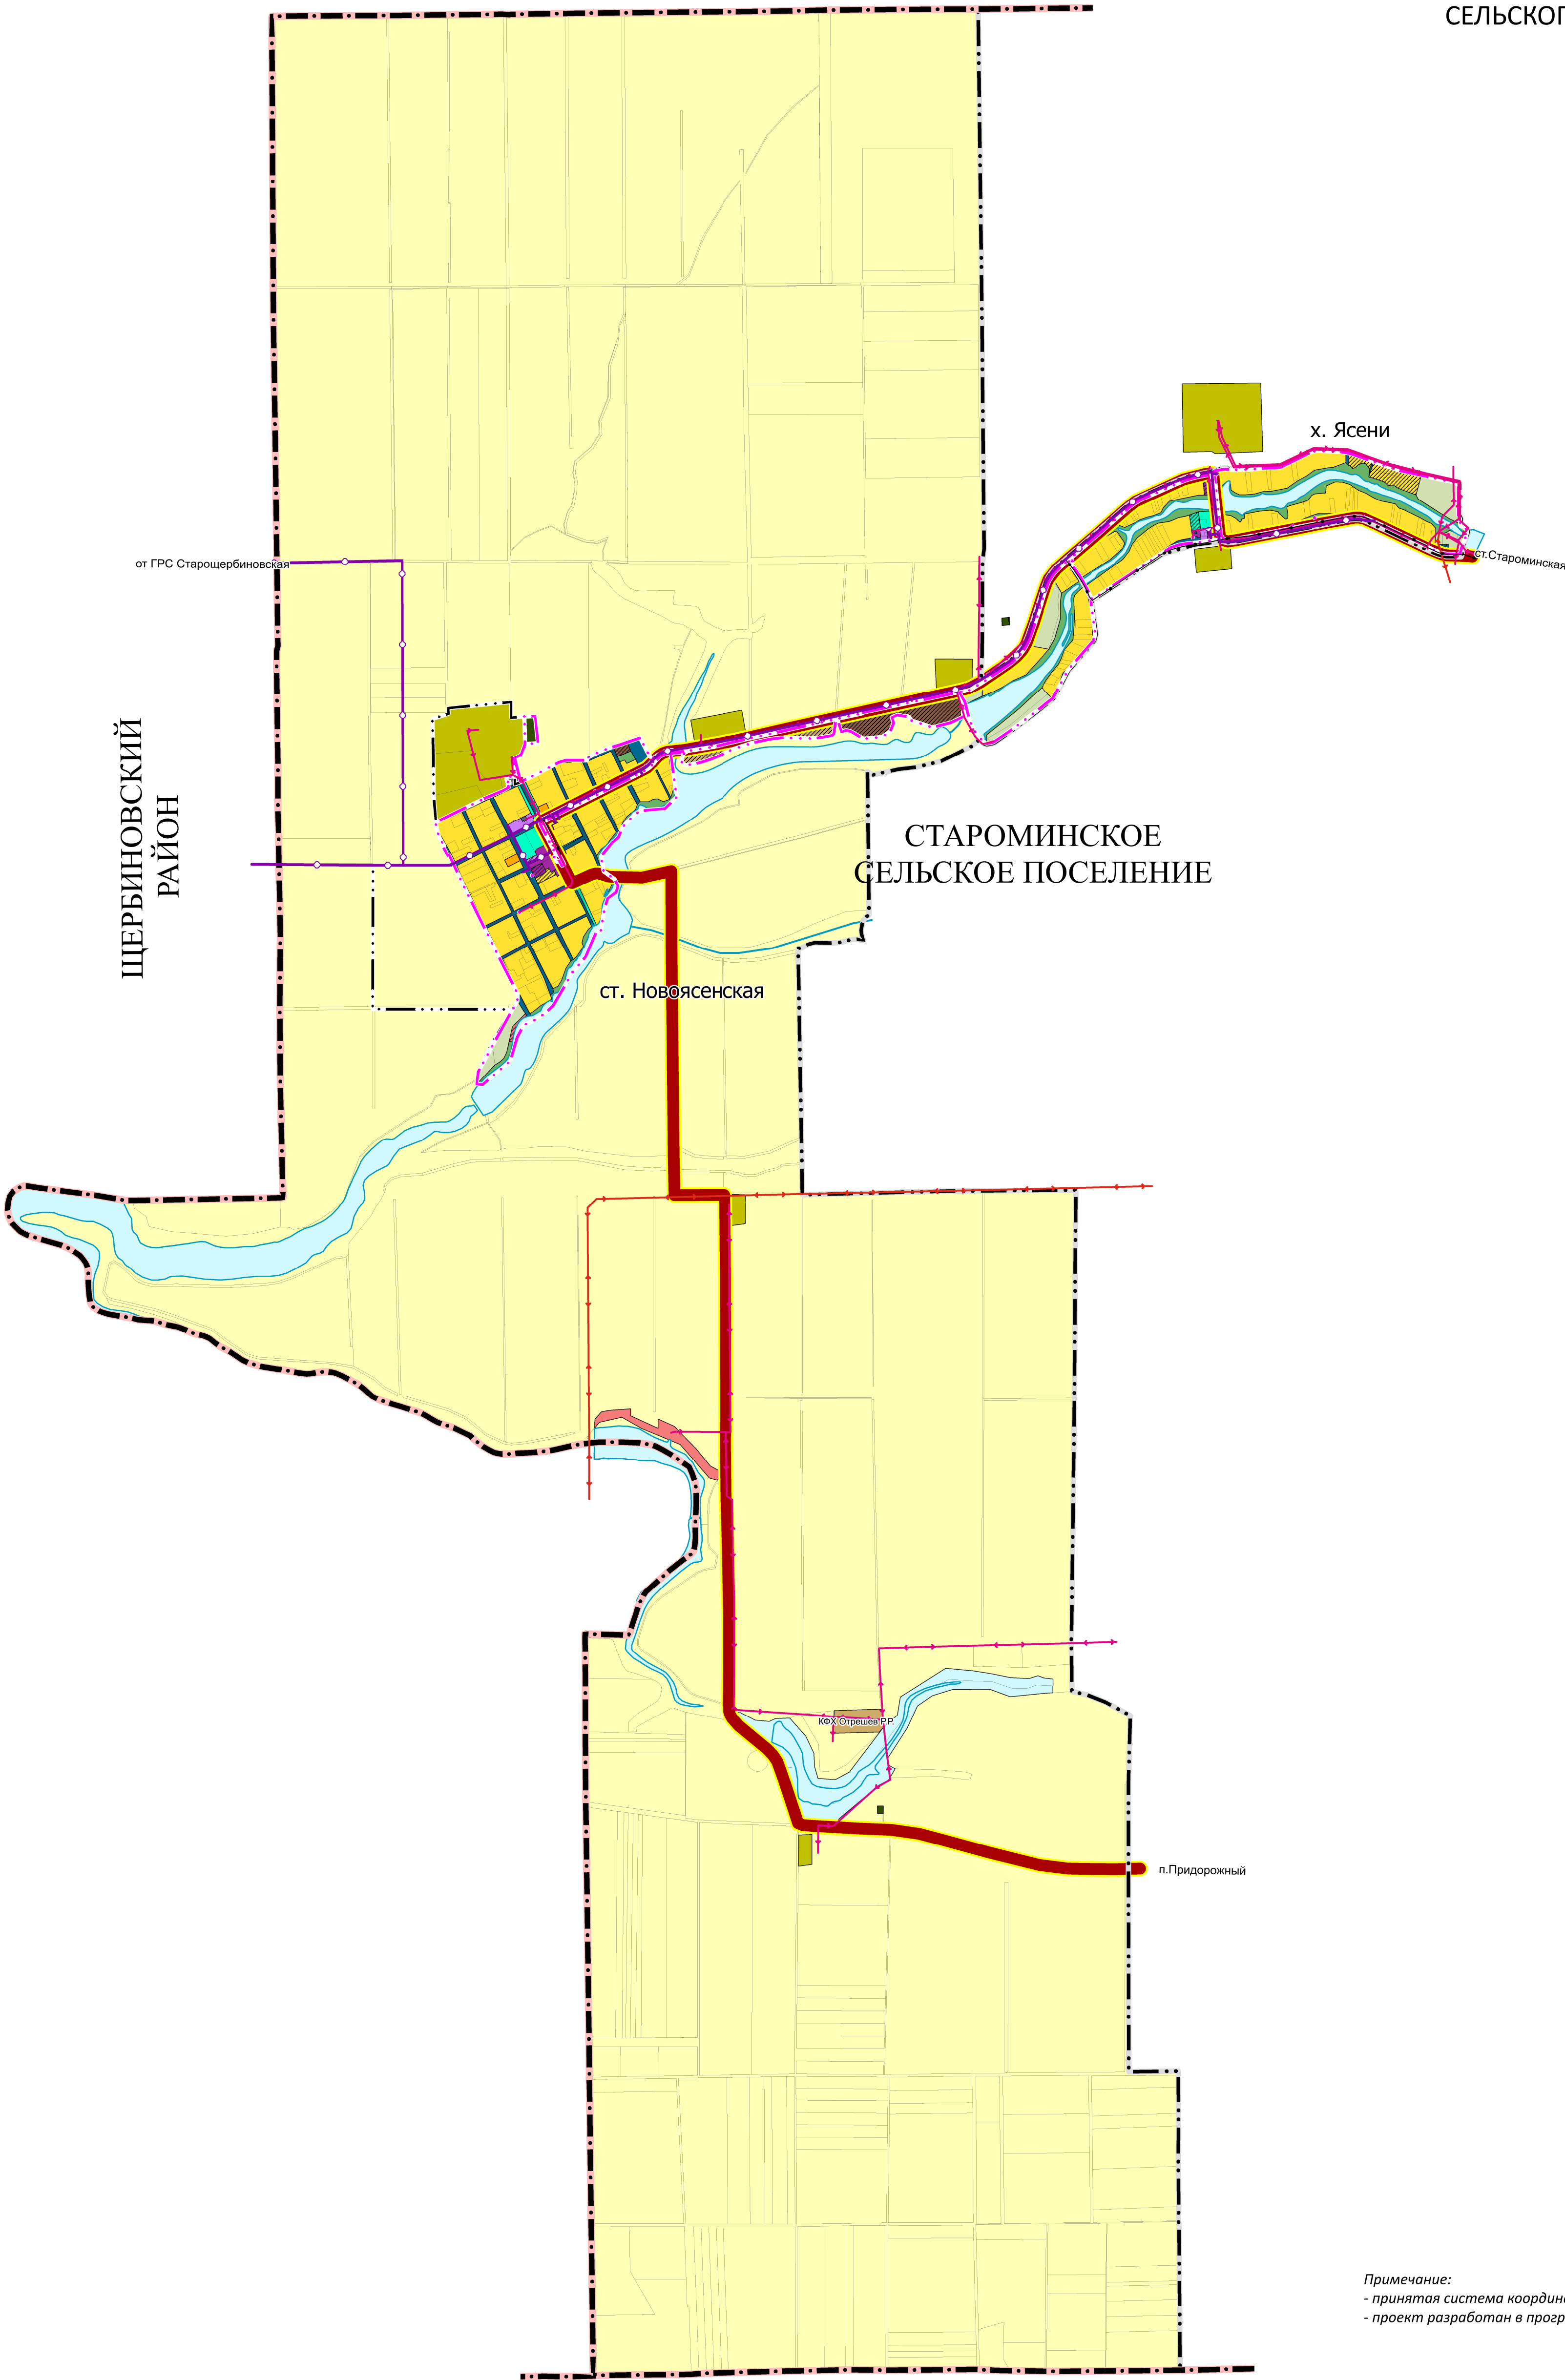 СЕЛЬСКОГ
х. Ясени
ст.Староминская
от ГРС Старощербиновская
ЩЕРБИНОВСКИЙ
РАЙОН
СТАРОМИНСКОЕ
СЕЛЬСКОЕ ПОСЕЛЕНИЕ
ст. Новоясенская
КФХ Отрешев Р.Р.
п.Придорожный
Примечание:
- принятая система координ
- проект разработан в прогр